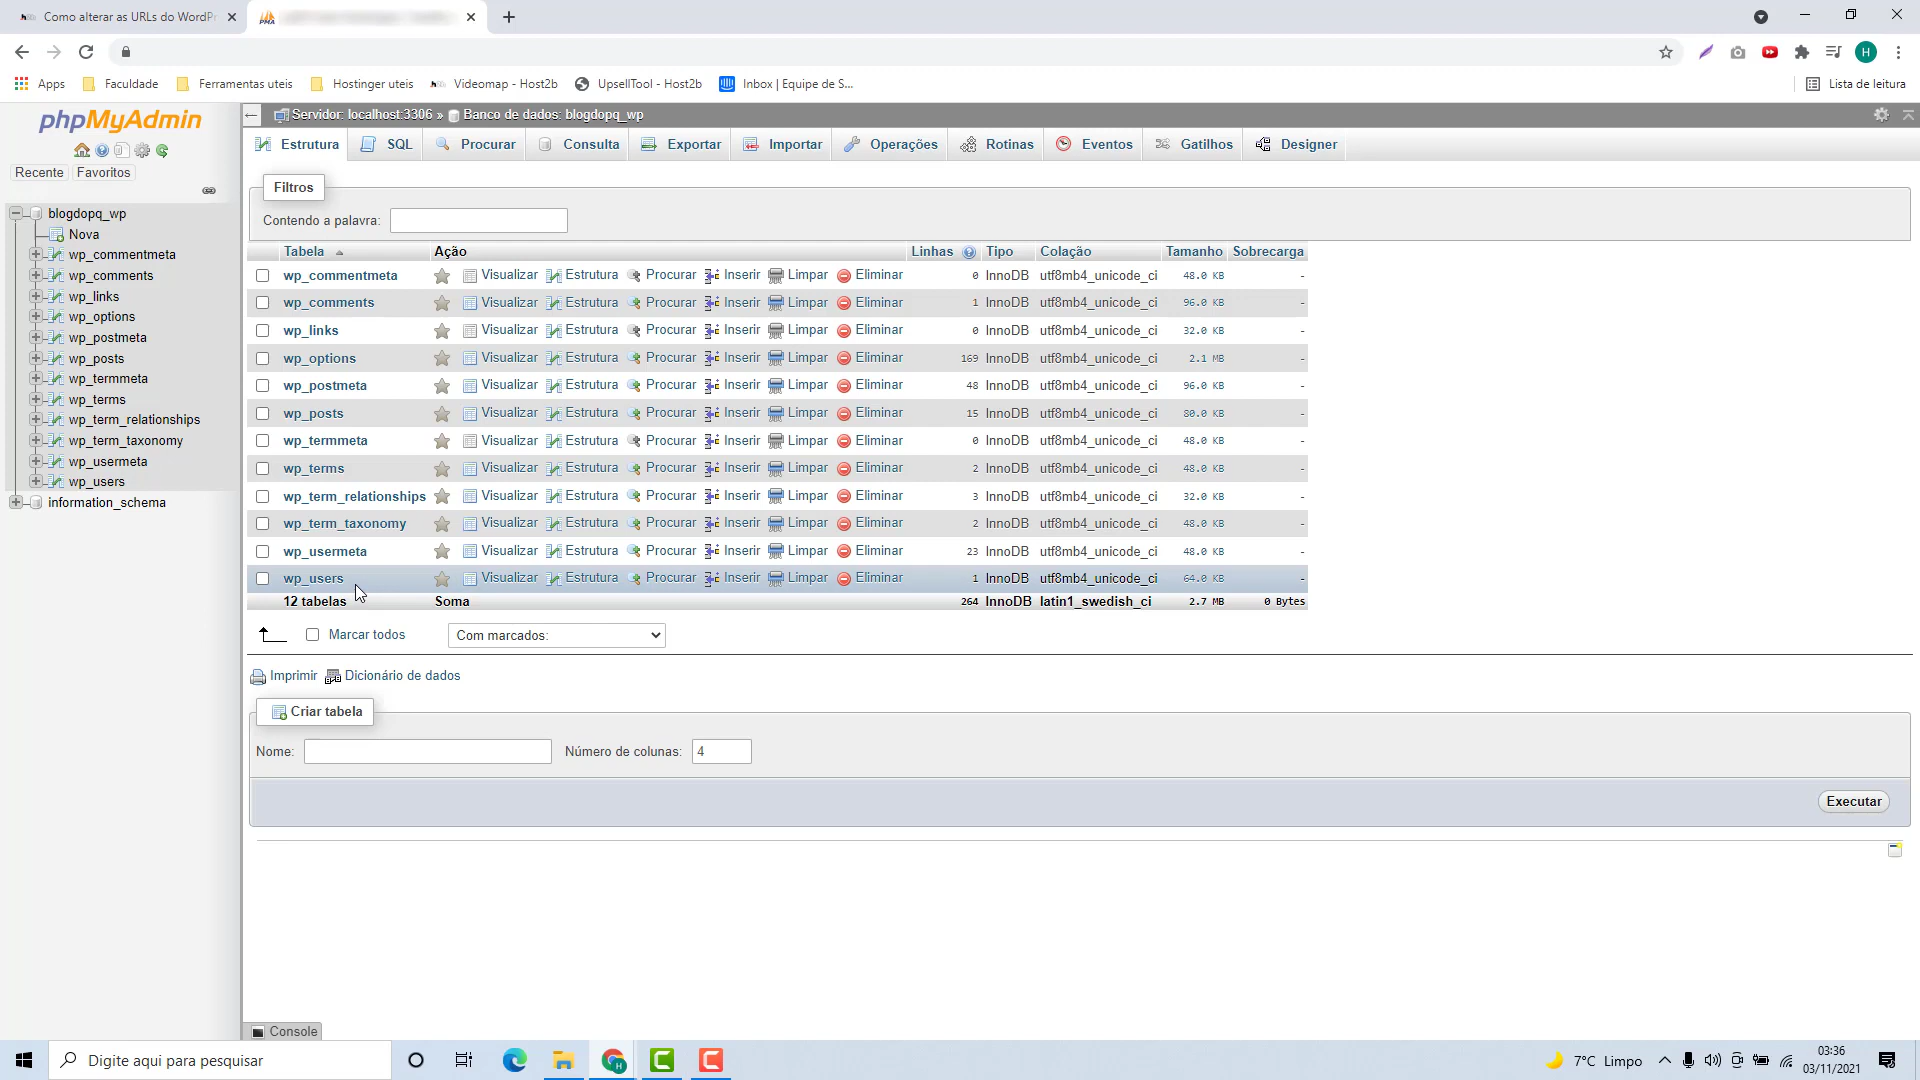 Como alterar as URLs do WordPr
PMA
Apps
Faculdade
Ferramentas uteis
Hostinger uteis
Videomap - Host2b
UpsellTool - Host2b
Inbox | Equipe de S...
Lista de leitura
H
phpMyAdmin
Recente
Favoritos
blogdopq_wp
Nova
wp_commentmeta
wp_comments
wp_links
wp_options
wp_postmeta
wp_posts
wp_termmeta
wp_terms
wp_term_relationships
wp_term_taxonomy
wp_usermeta
wp_users
information_schema
Servidor: localhost:3306 » Banco de dados: blogdopq_wp
Estrutura SQL Procurar Consulta Exportar Importar Operações Rotinas Eventos Gatilhos Designer
Filtros
Contendo a palavra:
Tabela Ação Linhas Tipo Colação Tamanho Sobrecarga
wp_commentmeta Visualizar Estrutura Procurar Inserir Limpar Eliminar 0 InnoDB utf8mb4_unicode_ci 48.0 KB -
wp_comments Visualizar Estrutura Procurar Inserir Limpar Eliminar 1 InnoDB utf8mb4_unicode_ci 96.0 KB -
wp_links Visualizar Estrutura Procurar Inserir Limpar Eliminar 0 InnoDB utf8mb4_unicode_ci 32.0 KB -
wp_options Visualizar Estrutura Procurar Inserir Limpar Eliminar 169 InnoDB utf8mb4_unicode_ci 2.1 MB -
wp_postmeta Visualizar Estrutura Procurar Inserir Limpar Eliminar 48 InnoDB utf8mb4_unicode_ci 96.0 KB -
wp_posts Visualizar Estrutura Procurar Inserir Limpar Eliminar 15 InnoDB utf8mb4_unicode_ci 80.0 KB -
wp_termmeta Visualizar Estrutura Procurar Inserir Limpar Eliminar 0 InnoDB utf8mb4_unicode_ci 48.0 KB -
wp_terms Visualizar Estrutura Procurar Inserir Limpar Eliminar 2 InnoDB utf8mb4_unicode_ci 48.0 KB -
wp_term_relationships Visualizar Estrutura Procurar Inserir Limpar Eliminar 3 InnoDB utf8mb4_unicode_ci 32.0 KB -
wp_term_taxonomy Visualizar Estrutura Procurar Inserir Limpar Eliminar 2 InnoDB utf8mb4_unicode_ci 48.0 KB -
wp_usermeta Visualizar Estrutura Procurar Inserir Limpar Eliminar 23 InnoDB utf8mb4_unicode_ci 48.0 KB -
wp_users Visualizar Estrutura Procurar Inserir Limpar Eliminar 1 InnoDB utf8mb4_unicode_ci 64.0 KB -
12 tabelas Soma 264 InnoDB latin1_swedish_ci 2.7 MB 0 Bytes
Marcar todos
Com marcados:
Imprimir Dicionário de dados
Criar tabela
Nome:
Número de colunas: 4
Executar
Console
Digite aqui para pesquisar
7°C Limpo
03:36
03/11/2021